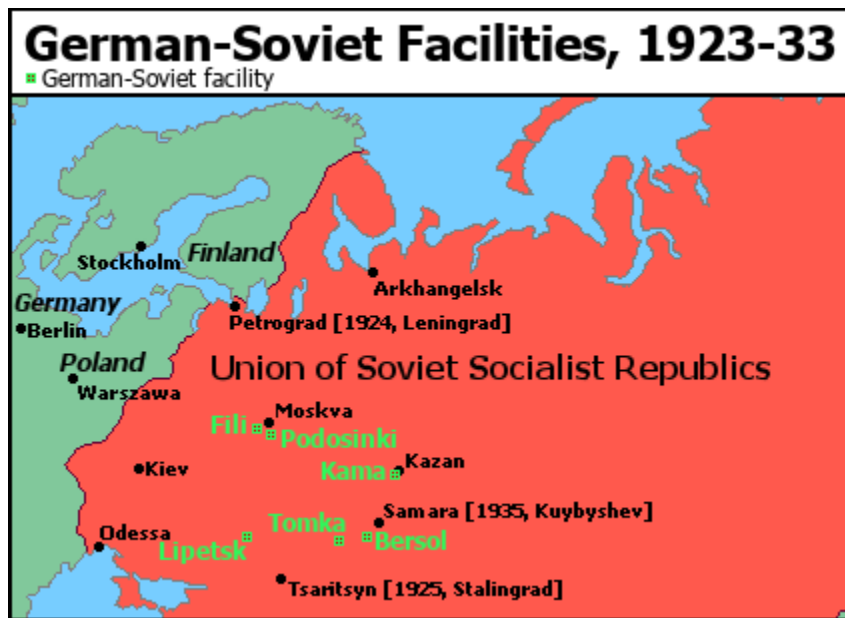 German-Soviet Facilities, 1923-33
German-Soviet facility
Finland
Stockholm
Arkhangelsk
Germany
Berlin
Petrograd [1924, Leningrad]
Poland
Warszawa
Union of Soviet Socialist Republics
Moskva
Fili
Podosinki
Kazan
Kama
Kiev
Samara [1935, Kuybyshev]
Tomka
Odessa
Bersol
Lipetsk
Tsaritsyn [1925, Stalingrad]